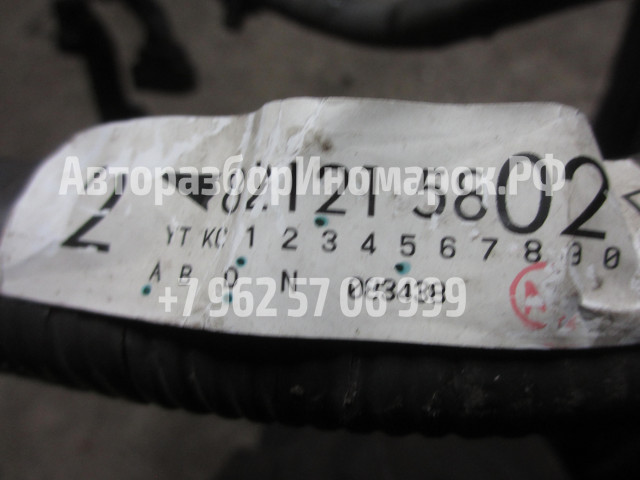 АвторазборИномарок.РФ
Z 82121 5802
YT KC 1 2 3 4 5 6 7 8 9 0
A B D N 093438
+7 962 57 06 999